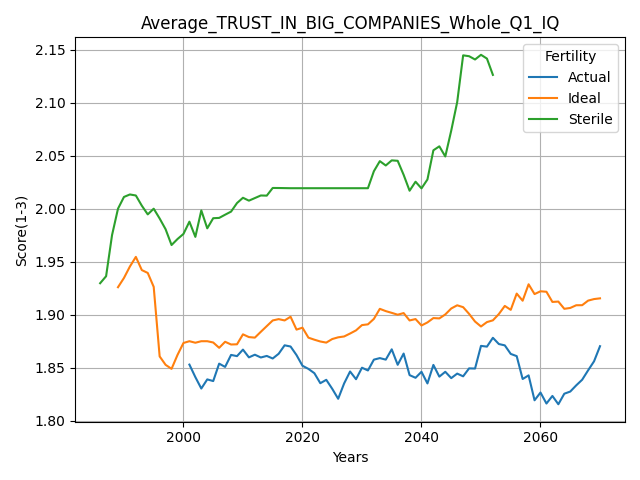 Average_TRUST_IN_BIG_COMPANIES_Whole_Q1_IQ
Score(1-3)
2.15
2.10
2.05
2.00
1.95
1.90
1.85
1.80
Fertility
Actual
Ideal
Sterile
2000 2020 2040 2060
Years